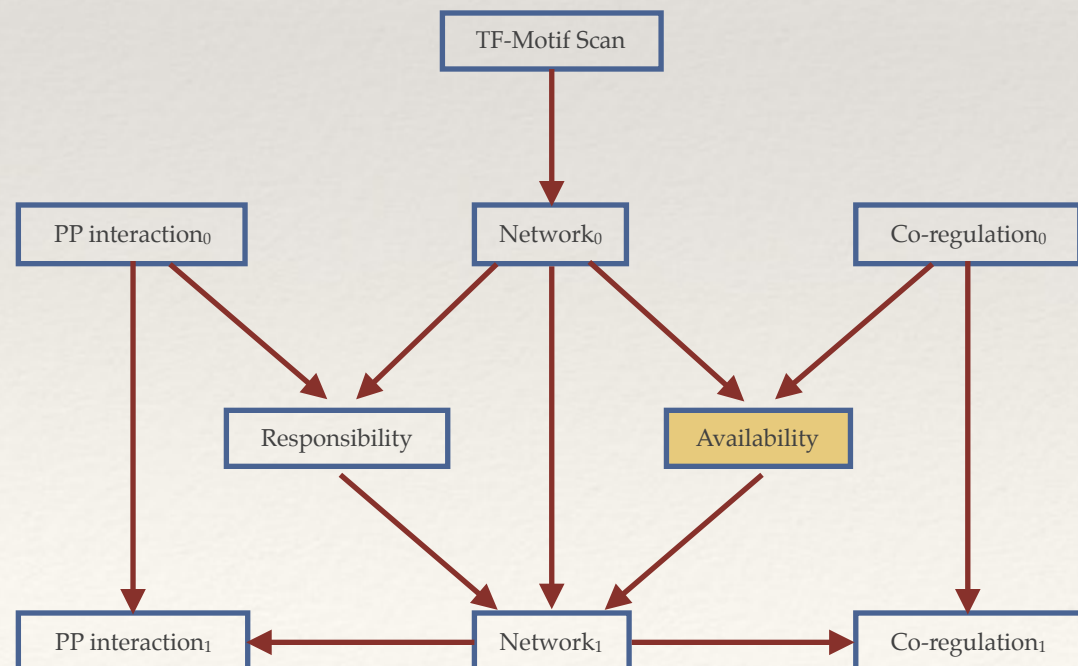 TF-Motif Scan
PP interaction₀
Network₀
Co-regulation₀
Responsibility
Availability
PP interaction₁
Network₁
Co-regulation₁